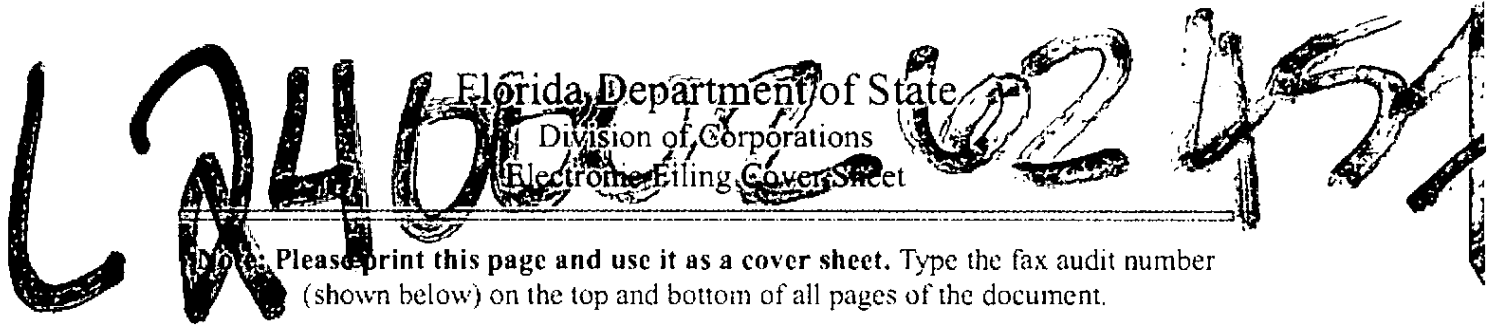 Florida Department of State
Division of Corporations
Electronic Filing Cover Sheet
Note: Please print this page and use it as a cover sheet. Type the fax audit number
(shown below) on the top and bottom of all pages of the document.